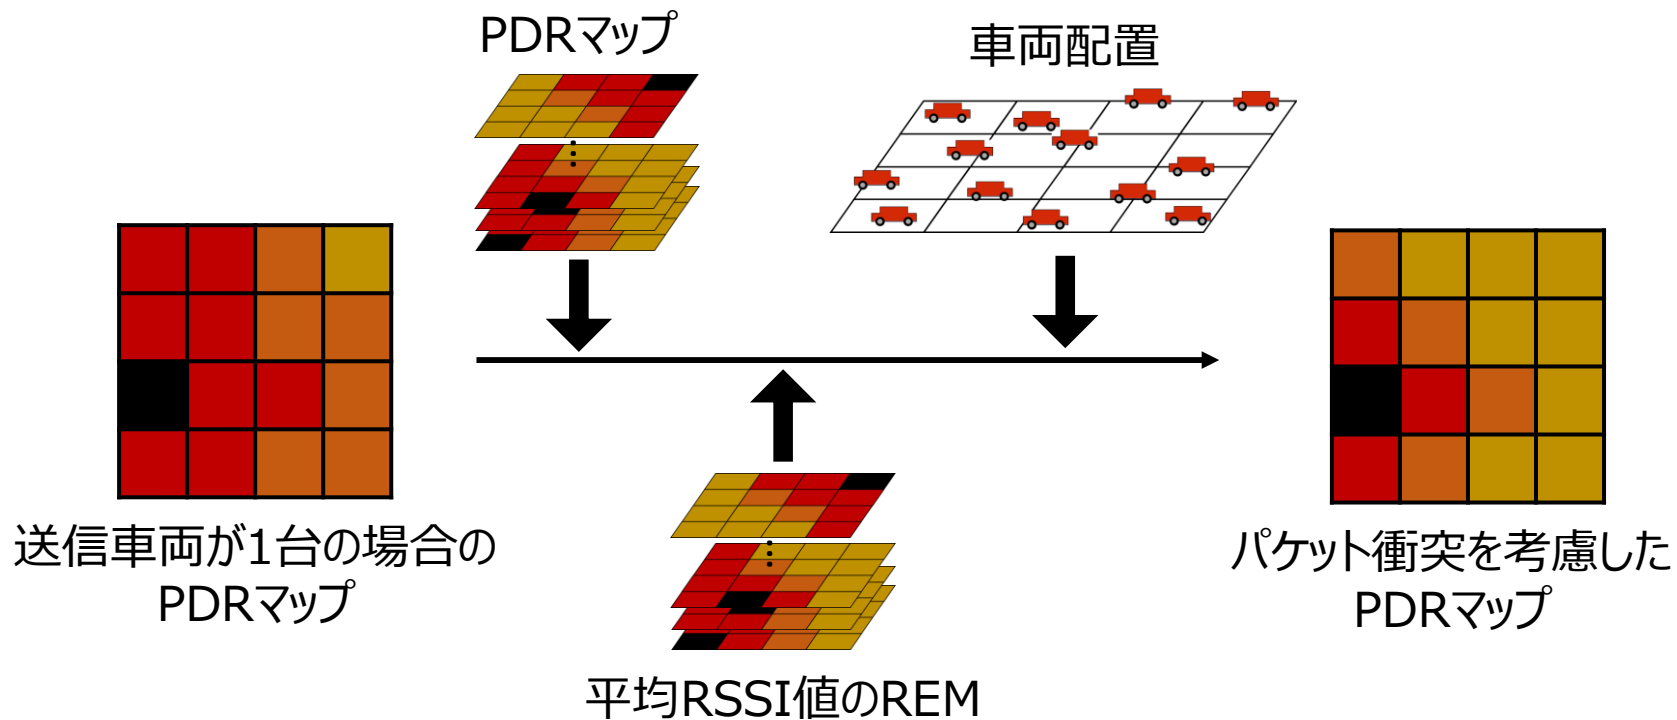 PDRマップ
車両配置
送信車両が1台の場合の
PDRマップ
パケット衝突を考慮した
PDRマップ
平均RSSI値のREM